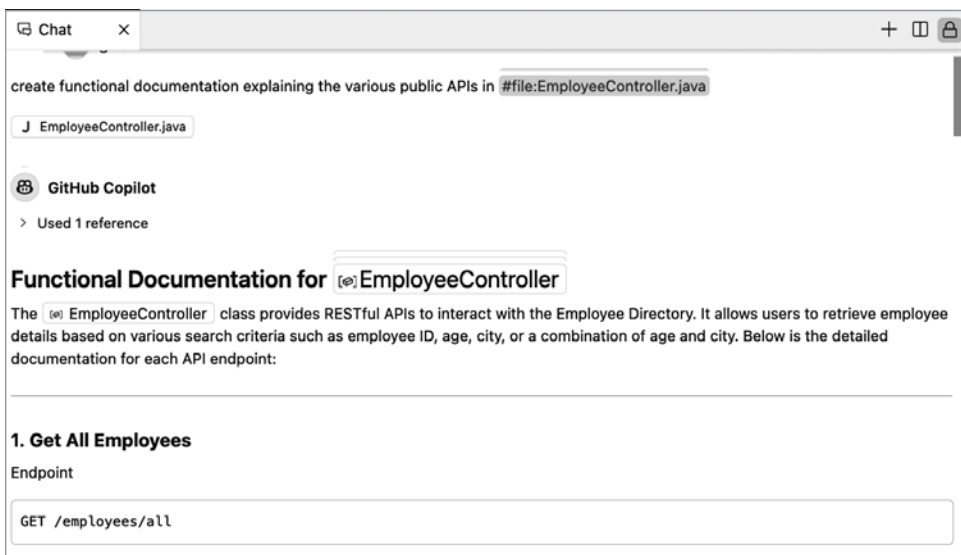 Chat
create functional documentation explaining the various public APIs in #file:EmployeeController.java
J EmployeeController.java
GitHub Copilot
> Used 1 reference
Functional Documentation for EmployeeController
The EmployeeController class provides RESTful APIs to interact with the Employee Directory. It allows users to retrieve employee
details based on various search criteria such as employee ID, age, city, or a combination of age and city. Below is the detailed
documentation for each API endpoint:
1. Get All Employees
Endpoint
GET /employees/all